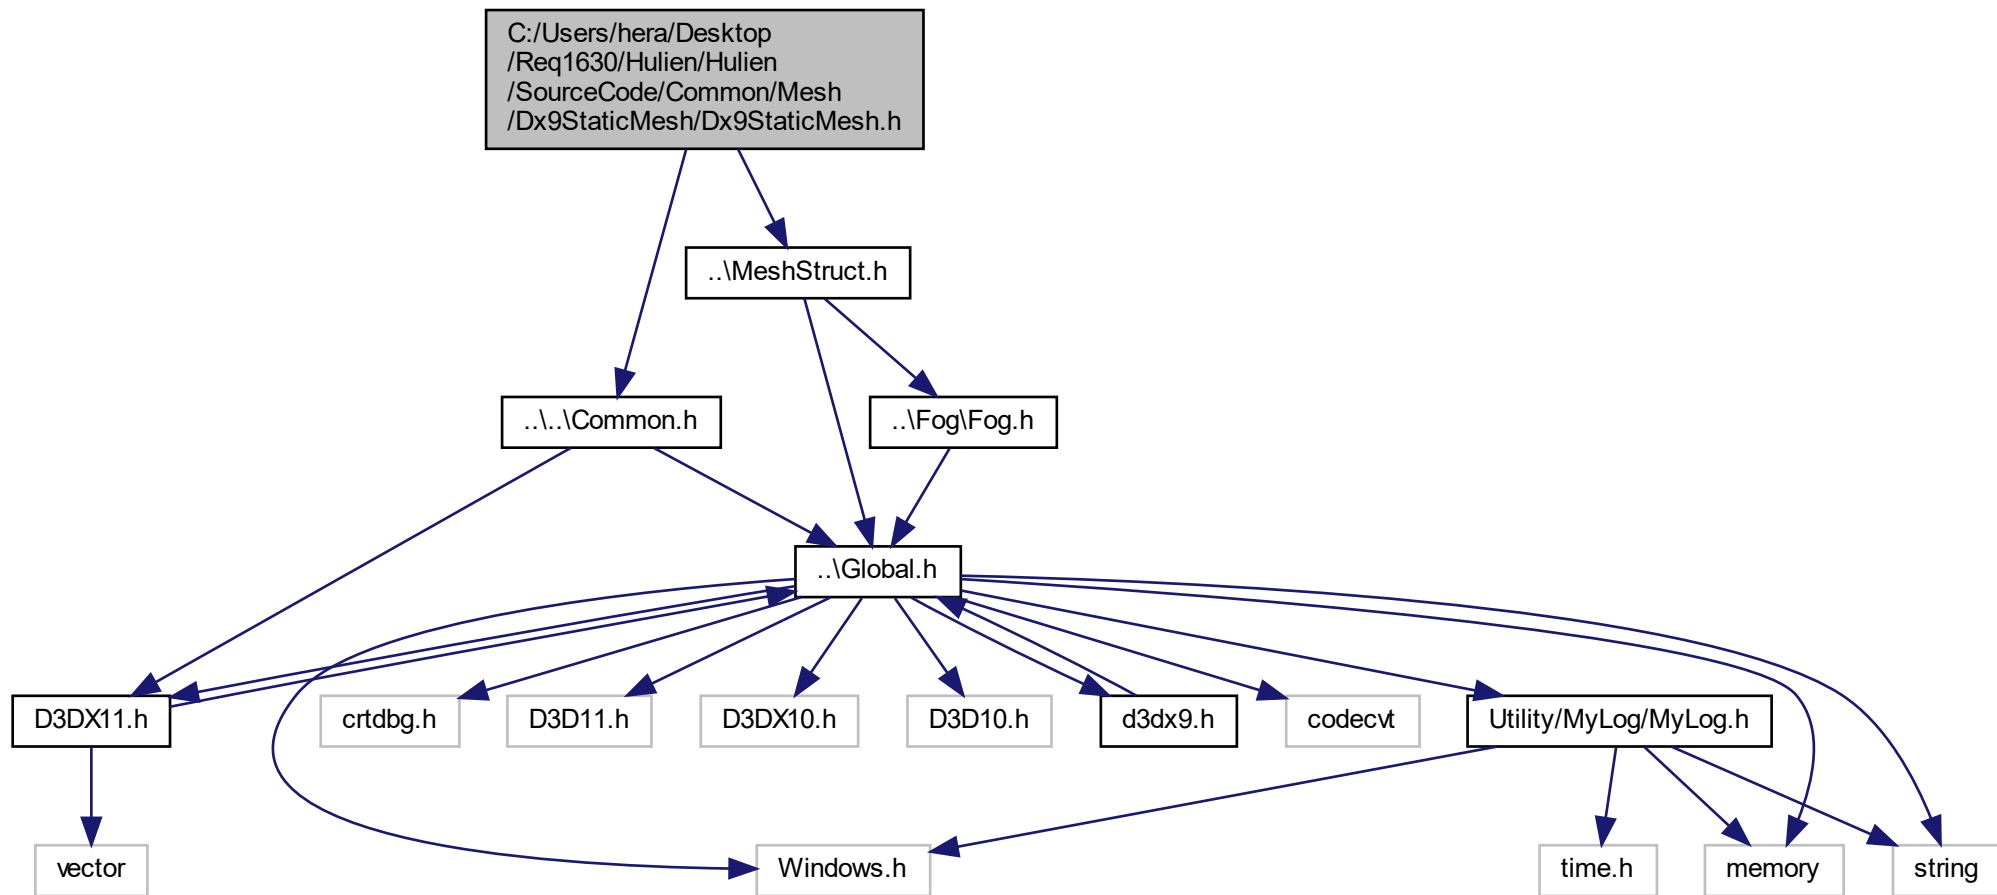 C:/Users/hera/Desktop
/Req1630/Hulien/Hulien
/SourceCode/Common/Mesh
/Dx9StaticMesh/Dx9StaticMesh.h
..\MeshStruct.h
..\..\Common.h
..\Fog\Fog.h
..\Global.h
D3DX11.h
crtdbg.h
D3D11.h
D3DX10.h
D3D10.h
d3dx9.h
codecvt
Utility/MyLog/MyLog.h
vector
Windows.h
time.h
memory
string